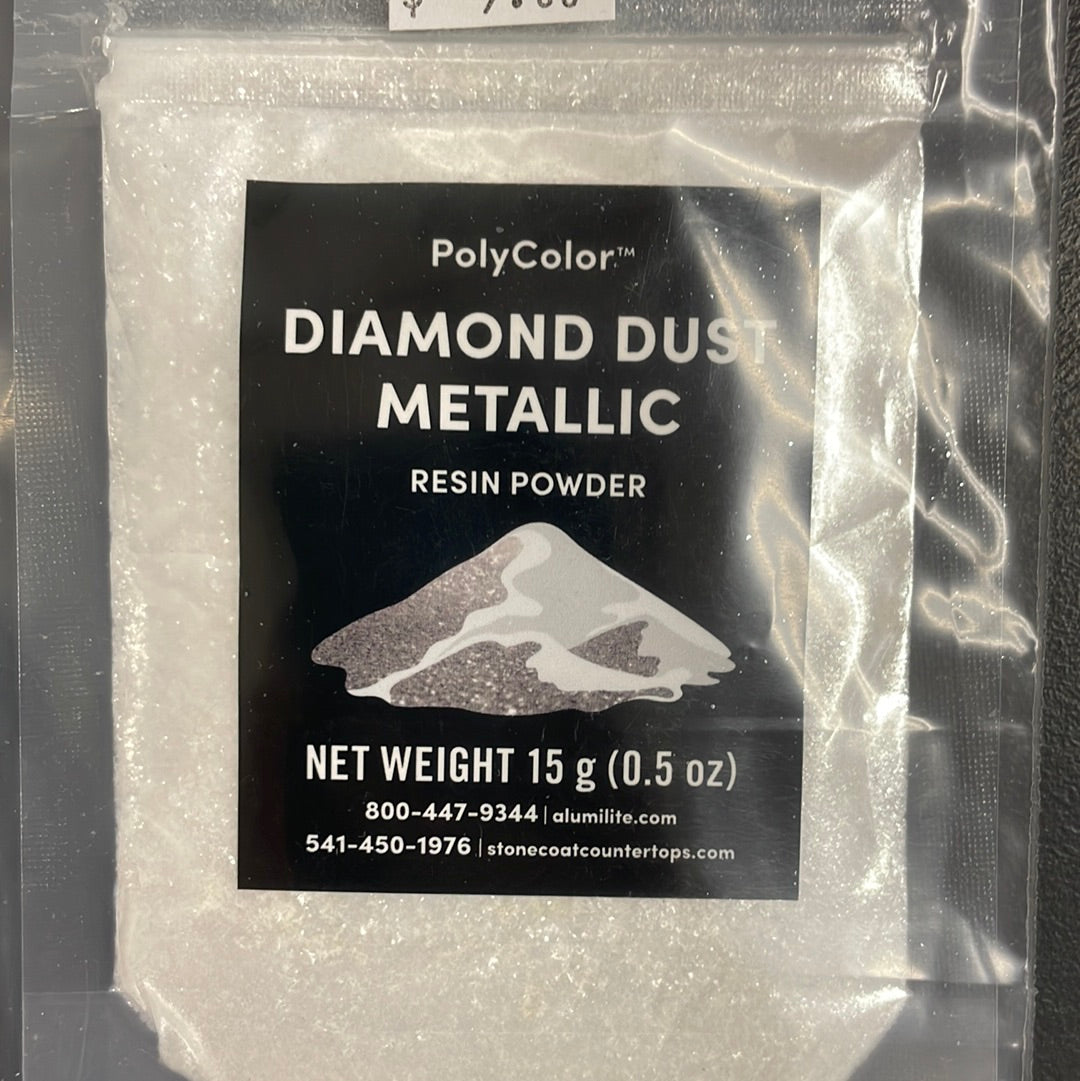 $
PolyColor™
DIAMOND DUST
METALLIC
RESIN POWDER
NET WEIGHT 15 g (0.5 oz)
800-447-9344 | alumilite.com
541-450-1976 | stonecoatcountertops.com